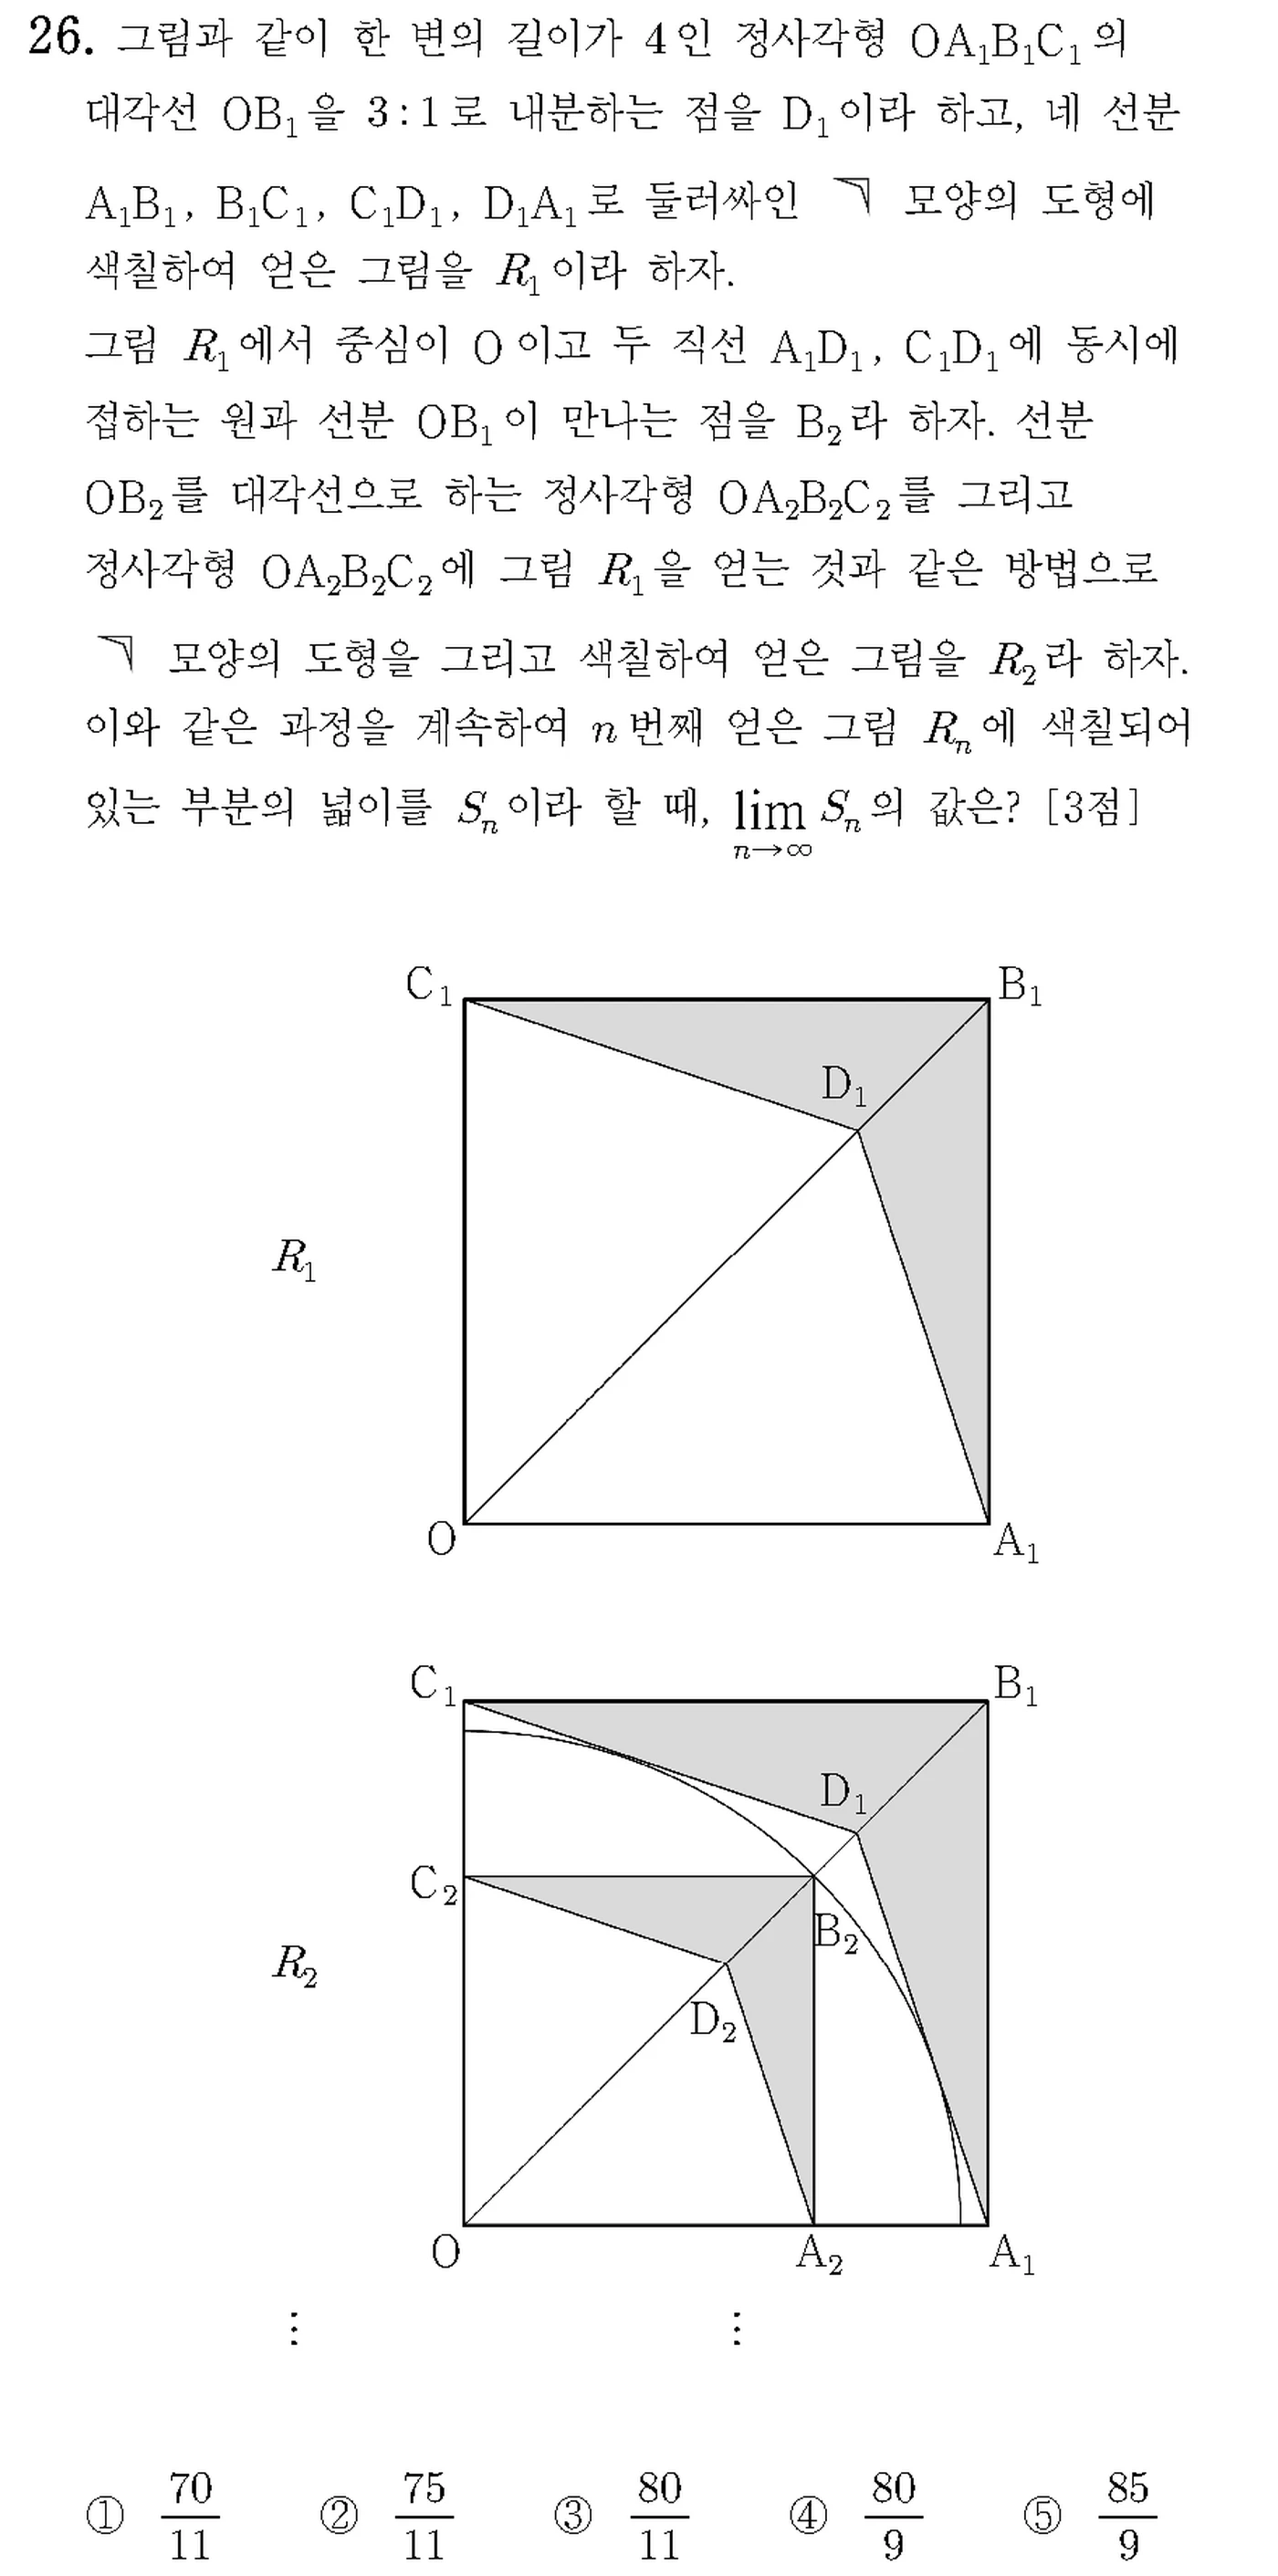 26. 그림과 같이 한 변의 길이가 4인 정사각형 OA₁B₁C₁의
대각선 OB₁을 3:1로 내분하는 점을 D₁이라 하고, 네 선분
A₁B₁, B₁C₁, C₁D₁, D₁A₁로 둘러싸인 모양의 도형에
색칠하여 얻은 그림을 R₁이라 하자.
그림 R₁에서 중심이 O이고 두 직선 A₁D₁, C₁D₁에 동시에
접하는 원과 선분 OB₁이 만나는 점을 B₂라 하자. 선분
OB₂를 대각선으로 하는 정사각형 OA₂B₂C₂를 그리고
정사각형 OA₂B₂C₂에 그림 R₁을 얻는 것과 같은 방법으로
모양의 도형을 그리고 색칠하여 얻은 그림을 R₂라 하자.
이와 같은 과정을 계속하여 n번째 얻은 그림 Rₙ에 색칠되어
있는 부분의 넓이를 Sₙ이라 할 때, lim Sₙ의 값은? [3점]
n→∞
C₁ B₁
D₁
R₁
O A₁
C₁ B₁
D₁
C₂
B₂
R₂
D₂
O A₂ A₁
⋮ ⋮
① 70/11 ② 75/11 ③ 80/11 ④ 80/9 ⑤ 85/9